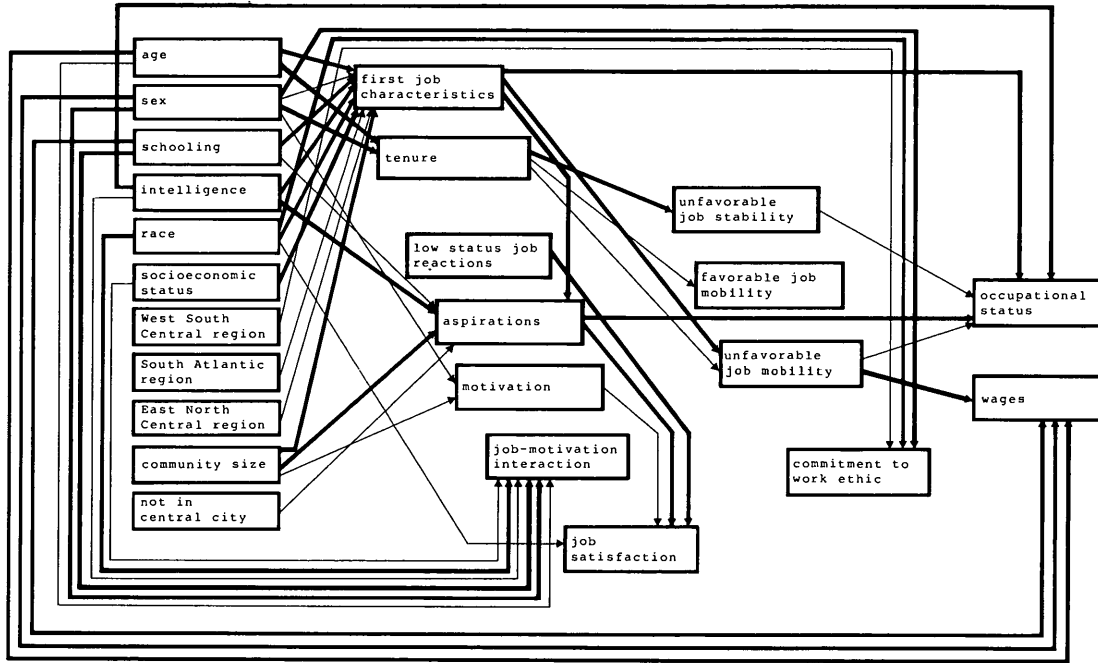 age
sex
schooling
intelligence
race
socioeconomic
status
West South
Central region
South Atlantic
region
East North
Central region
community size
not in
central city
first job
characteristics
tenure
low status job
reactions
aspirations
motivation
job-motivation
interaction
job
satisfaction
unfavorable
job stability
favorable job
mobility
unfavorable
job mobility
commitment to
work ethic
occupational
status
wages